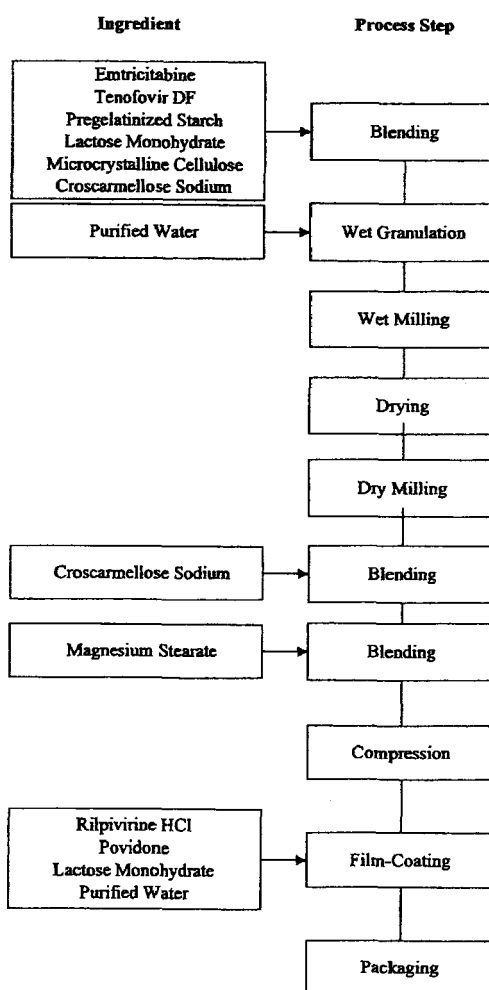 Ingredient
Process Step
Emtricitabine
Tenofovir DF
Pregelatinized Starch
Lactose Monohydrate
Microcrystalline Cellulose
Croscarmellose Sodium
Blending
Purified Water
Wet Granulation
Wet Milling
Drying
Dry Milling
Croscarmellose Sodium
Blending
Magnesium Stearate
Blending
Compression
Rilpivirine HCl
Povidone
Lactose Monohydrate
Purified Water
Film-Coating
Packaging